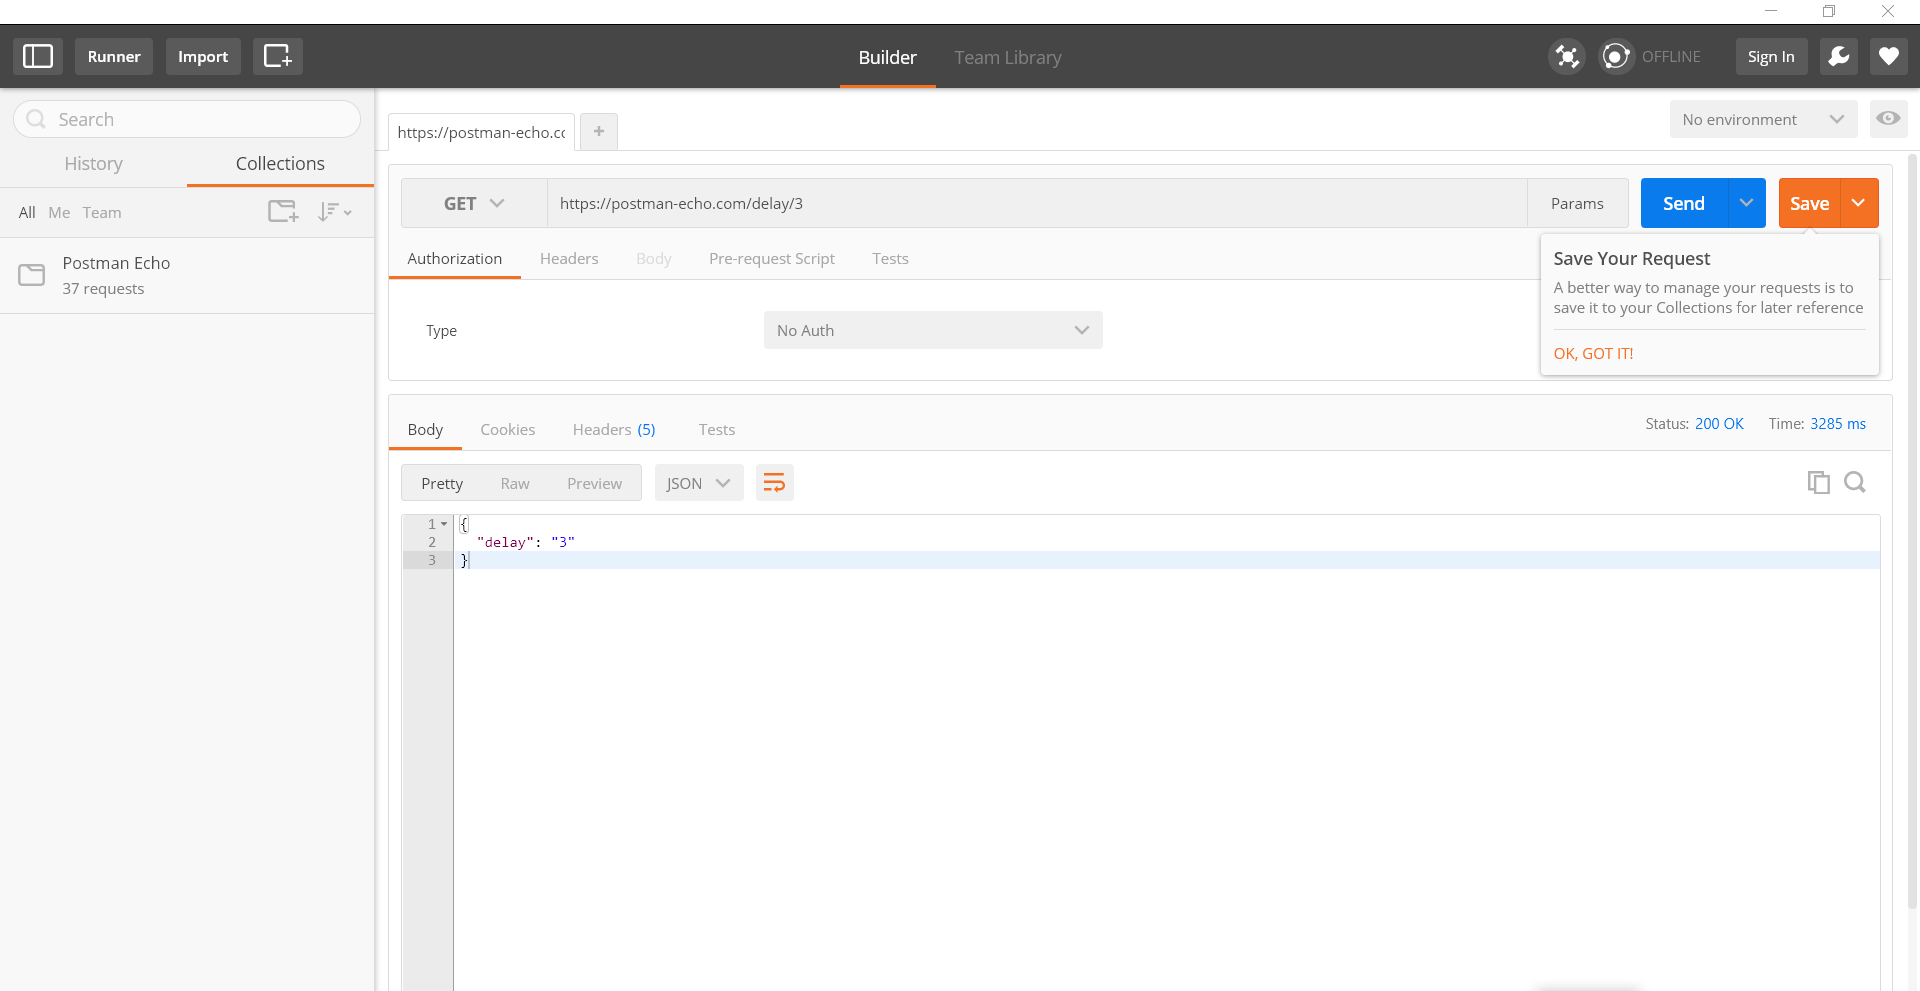 Runner
Import
Builder
Team Library
OFFLINE
Sign In
Search
https://postman-echo.cc
+
No environment
History
Collections
GET
https://postman-echo.com/delay/3
Params
Send
Save
All Me Team
Authorization
Headers
Body
Pre-request Script
Tests
Save Your Request
A better way to manage your requests is to
save it to your Collections for later reference
OK, GOT IT!
Postman Echo
37 requests
Type
No Auth
Body
Cookies
Headers (5)
Tests
Status: 200 OK
Time: 3285 ms
Pretty
Raw
Preview
JSON
1 {
2 "delay": "3"
3 }